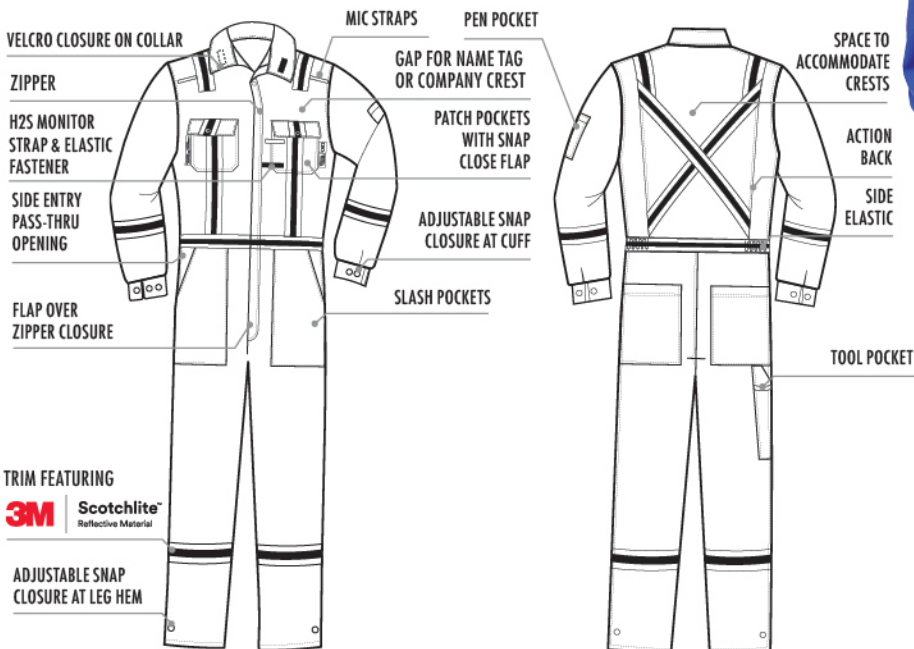 VELCRO CLOSURE ON COLLAR
ZIPPER
H2S MONITOR
STRAP & ELASTIC
FASTENER
SIDE ENTRY
PASS-THRU
OPENING
FLAP OVER
ZIPPER CLOSURE
TRIM FEATURING
3M Scotchlite™
Reflective Material
ADJUSTABLE SNAP
CLOSURE AT LEG HEM
MIC STRAPS
GAP FOR NAME TAG
OR COMPANY CREST
PATCH POCKETS
WITH SNAP
CLOSE FLAP
ADJUSTABLE SNAP
CLOSURE AT CUFF
SLASH POCKETS
PEN POCKET
SPACE TO
ACCOMMODATE
CRESTS
ACTION
BACK
SIDE
ELASTIC
TOOL POCKET